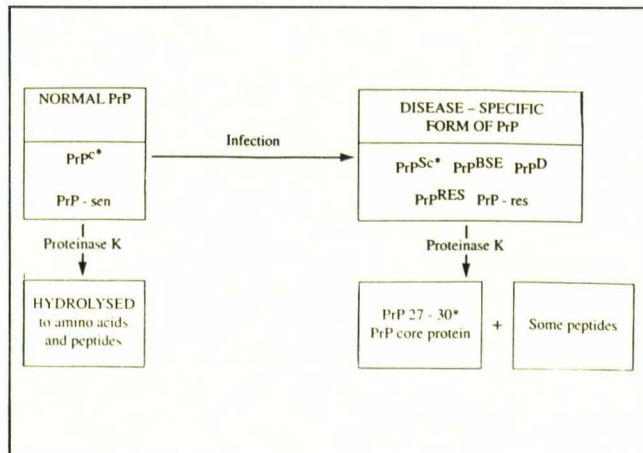 NORMAL PrP
PrPc*
PrP - sen
Infection
DISEASE – SPECIFIC
FORM OF PrP
PrPSc* PrPBSE PrPD
PrPRES PrP - res
Proteinase K
Proteinase K
HYDROLYSED
to amino acids
and peptides
PrP 27 - 30*
PrP core protein
+
Some peptides